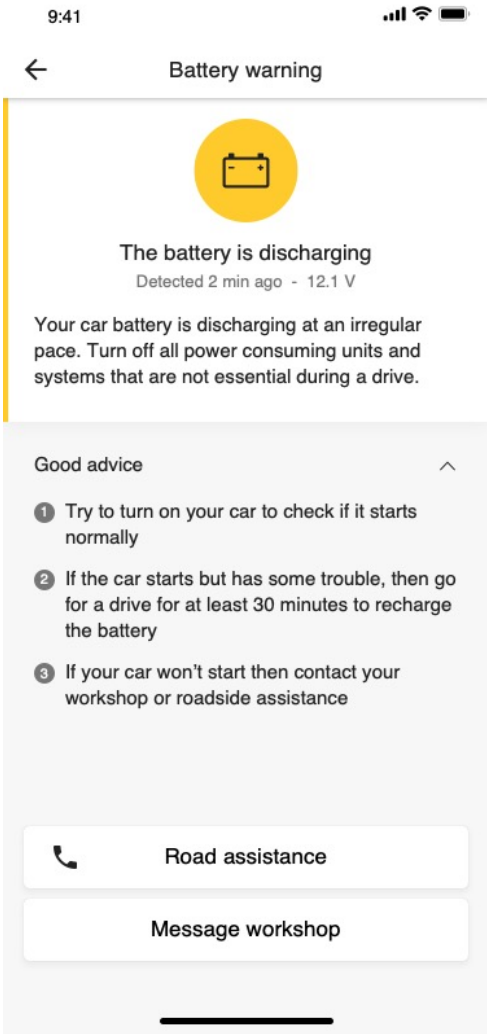 9:41
Battery warning
The battery is discharging
Detected 2 min ago - 12.1 V
Your car battery is discharging at an irregular
pace. Turn off all power consuming units and
systems that are not essential during a drive.
Good advice
1 Try to turn on your car to check if it starts
normally
2 If the car starts but has some trouble, then go
for a drive for at least 30 minutes to recharge
the battery
3 If your car won’t start then contact your
workshop or roadside assistance
Road assistance
Message workshop